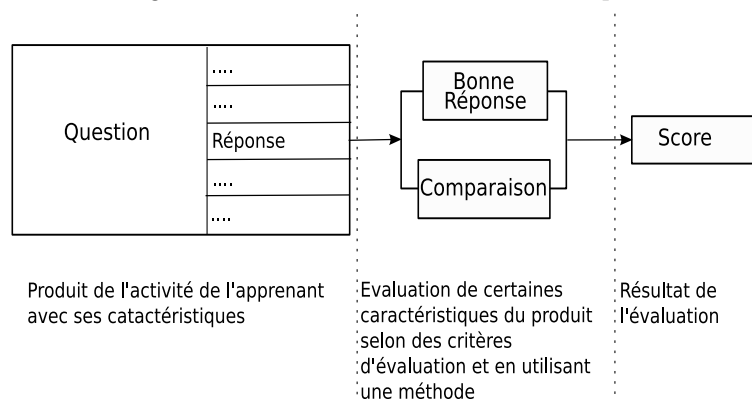 Question
....
....
Réponse
....
....
Bonne
Réponse
Comparaison
Score
Produit de l'activité de l'apprenant
avec ses catactéristiques
Evaluation de certaines
caractéristiques du produit
selon des critères
d'évaluation et en utilisant
une méthode
Résultat de
l'évaluation